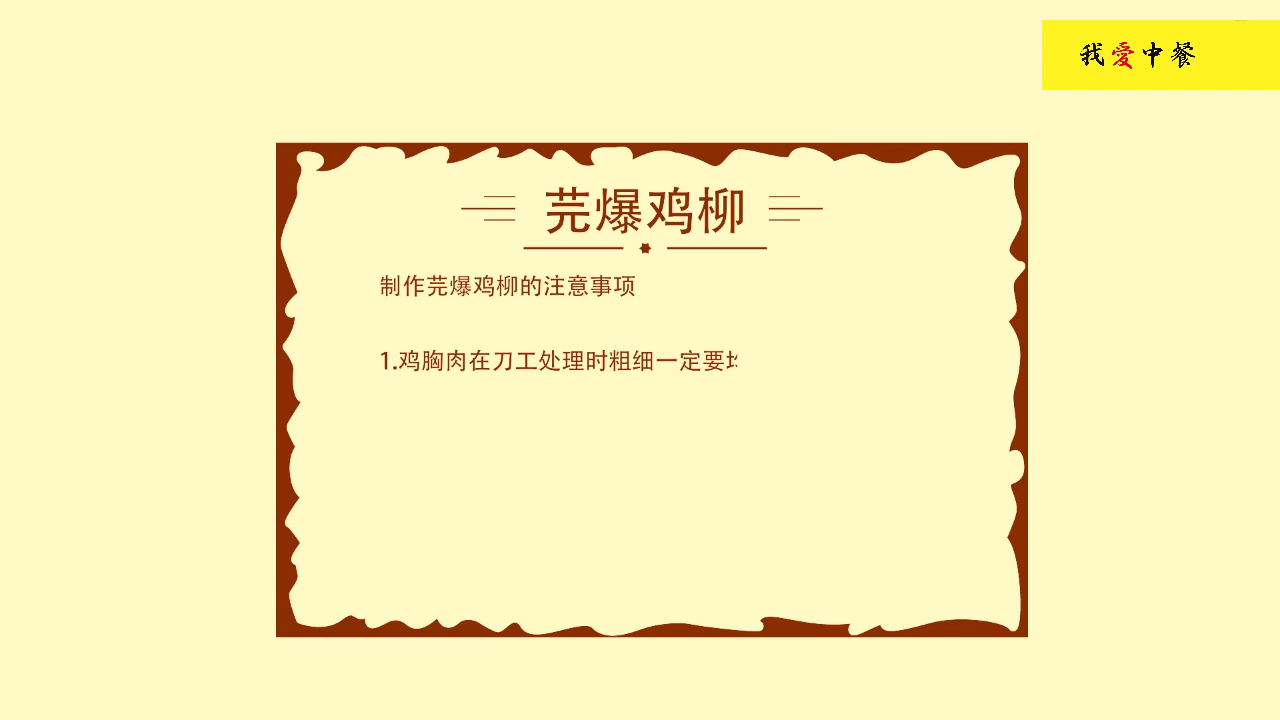 我爱中餐
芫爆鸡柳
制作芫爆鸡柳的注意事项
1.鸡胸肉在刀工处理时粗细一定要